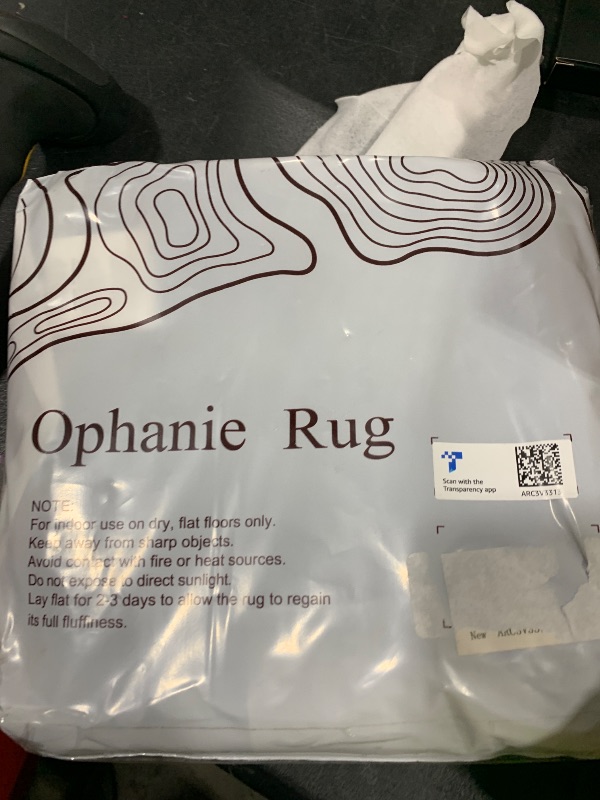 Ophanie Rug
NOTE:
For indoor use on dry, flat floors only.
Keep away from sharp objects.
Avoid contact with fire or heat sources.
Do not expose to direct sunlight.
Lay flat for 2-3 days to allow the rug to regain
its full fluffiness.
Scan with the
Transparency app
New